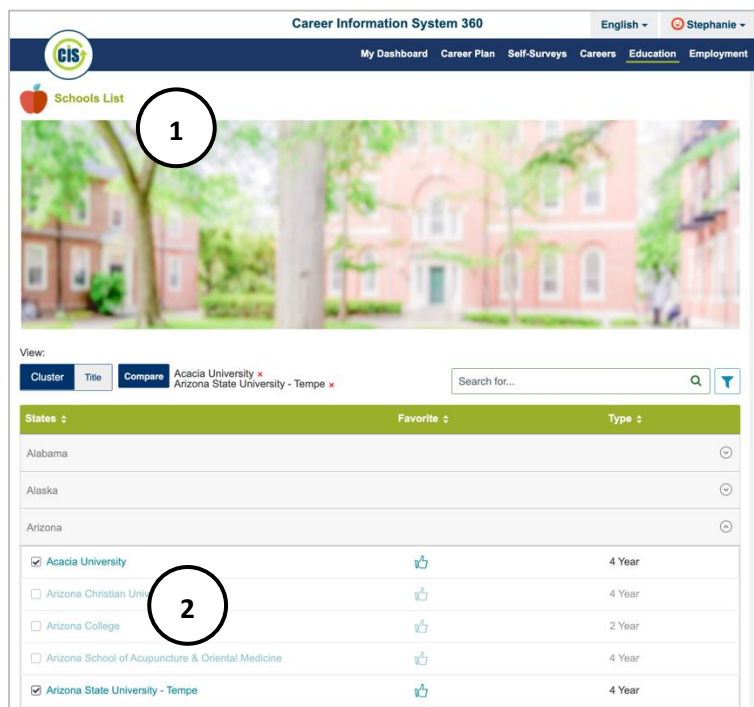 Career Information System 360
English
Stephanie
CIS
My Dashboard Career Plan Self-Surveys Careers Education Employment
Schools List
1
View:
Cluster Title Compare Acacia University ×
Arizona State University - Tempe ×
Search for...
States Favorite Type
Alabama
Alaska
Arizona
Acacia University 4 Year
Arizona Christian 4 Year
2
Arizona College 2 Year
Arizona School of Acupuncture & Oriental Medicine 4 Year
Arizona State University - Tempe 4 Year